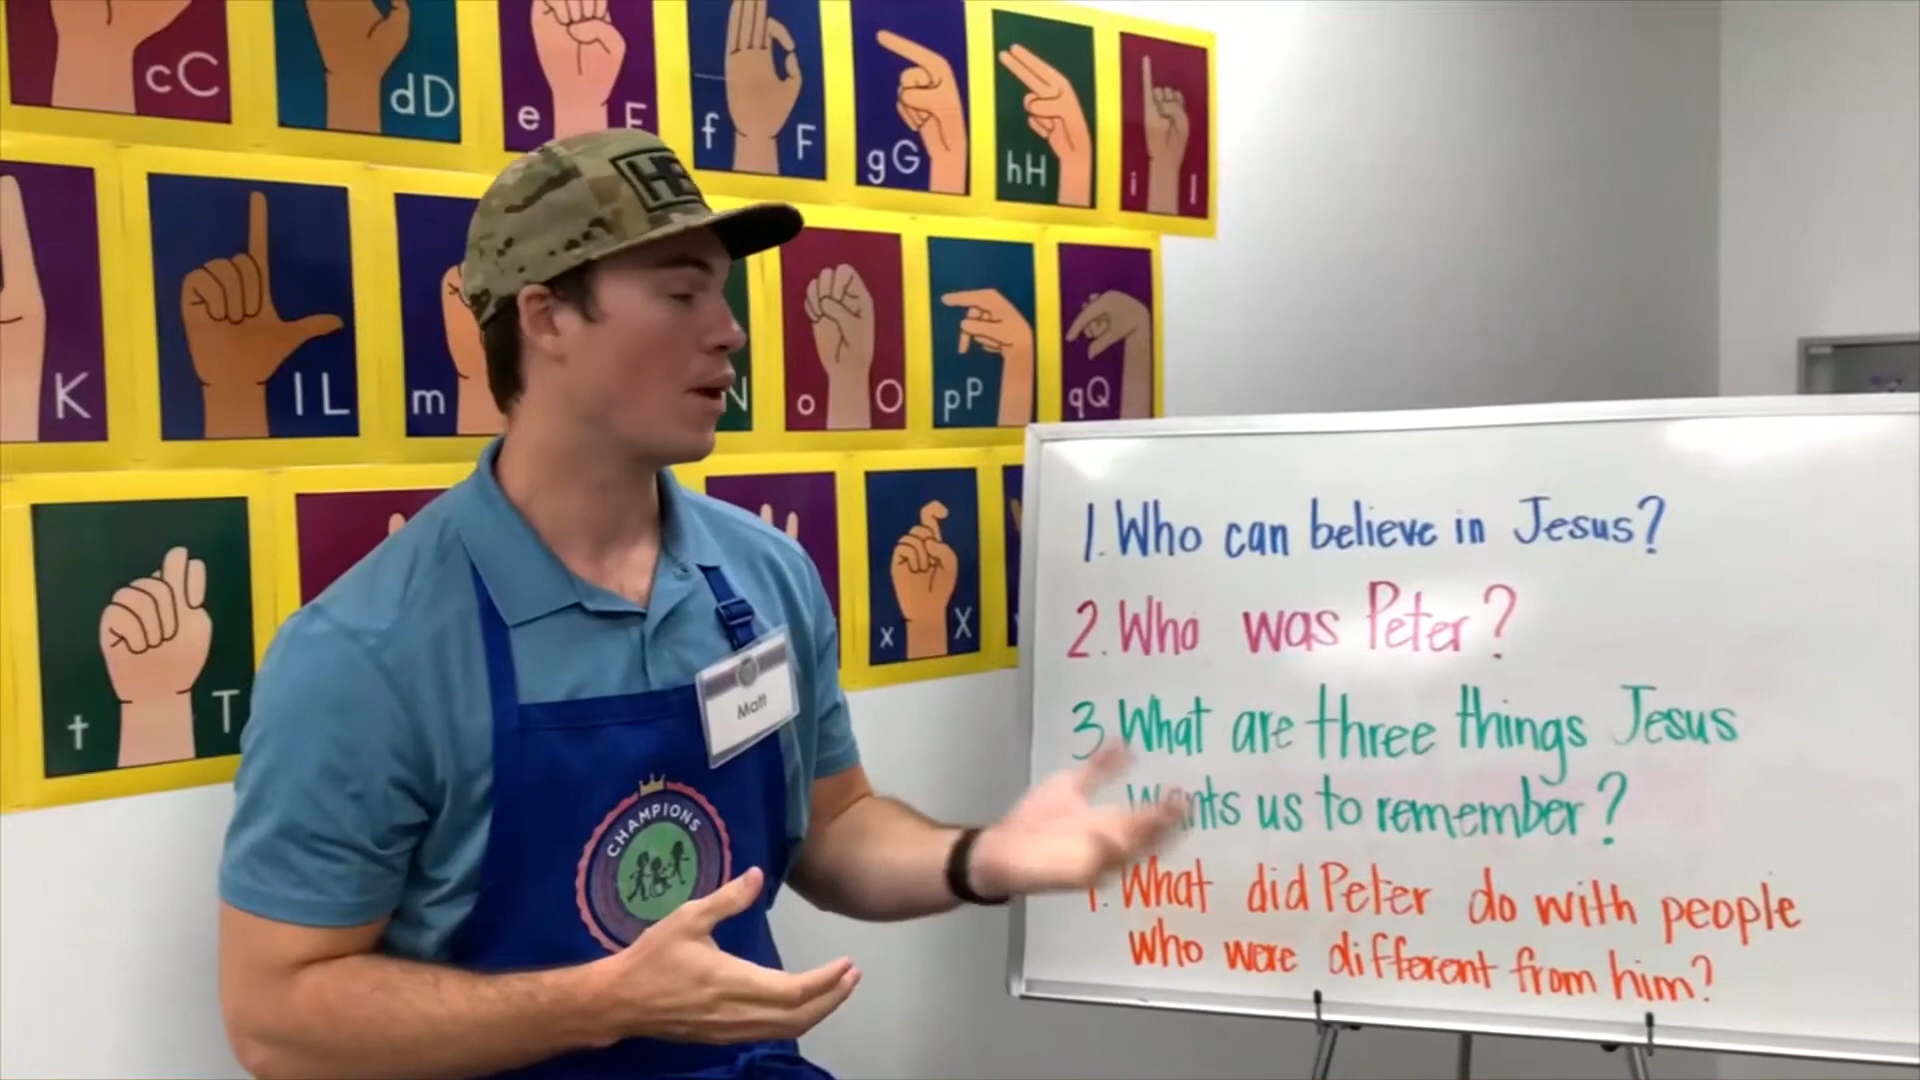 cC
dD
e E
f F
gG
hH
i I
K
lL
m
N
o O
pP
qQ
t T
x X
Matt
CHAMPIONS
1. Who can believe in Jesus?
2. Who was Peter?
3. What are three things Jesus
wants us to remember?
What did Peter do with people
who were different from him?